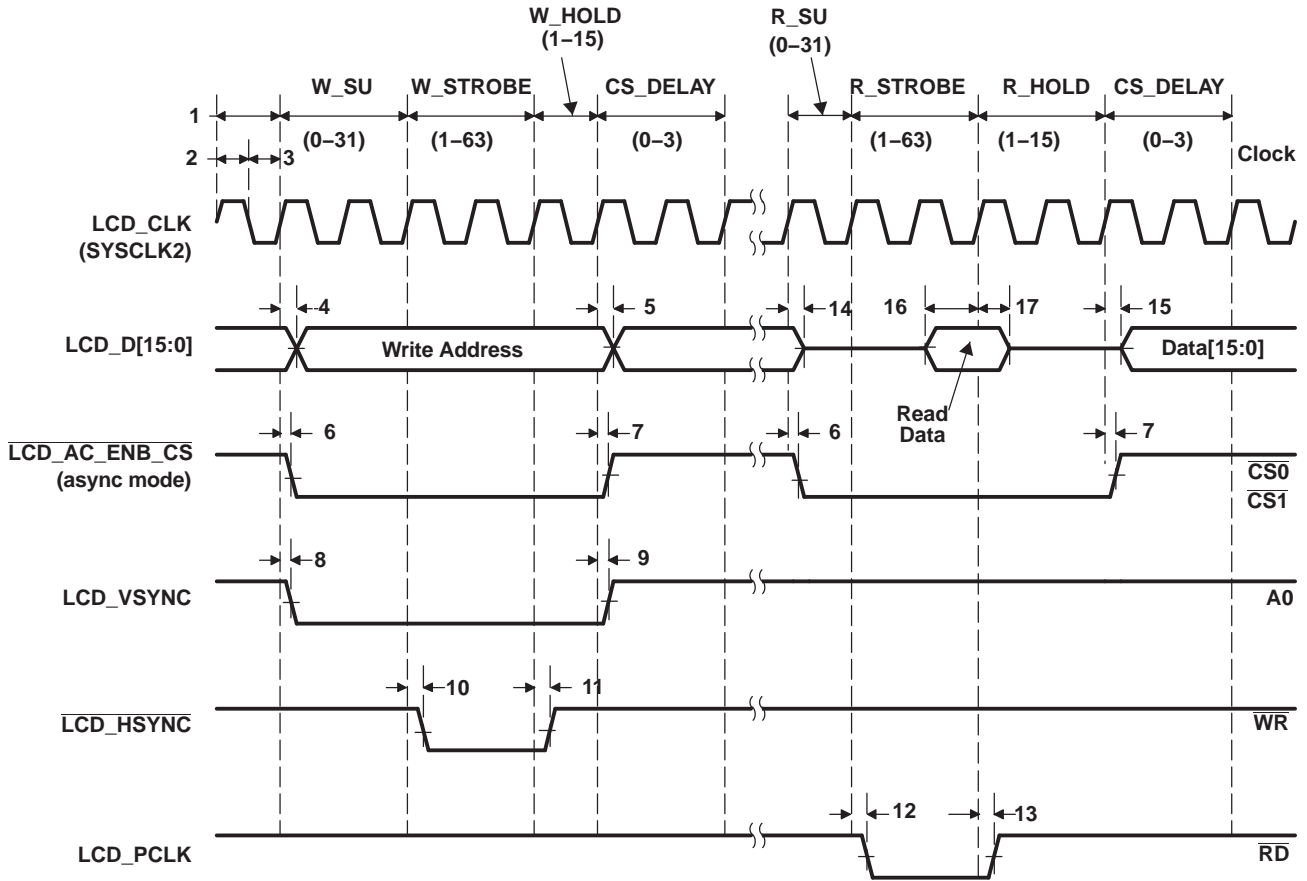 W_HOLD
(1–15)
R_SU
(0–31)
W_SU
W_STROBE
CS_DELAY
R_STROBE
R_HOLD
CS_DELAY
1
(0–31)
(1–63)
(0–3)
(1–63)
(1–15)
(0–3)
2
3
Clock
LCD_CLK
(SYSCLK2)
4
5
14
16
17
15
LCD_D[15:0]
Write Address
Data[15:0]
Read
Data
6
7
6
7
LCD_AC_ENB_CS
(async mode)
CS0
CS1
8
9
LCD_VSYNC
A0
10
11
LCD_HSYNC
WR
12
13
LCD_PCLK
RD